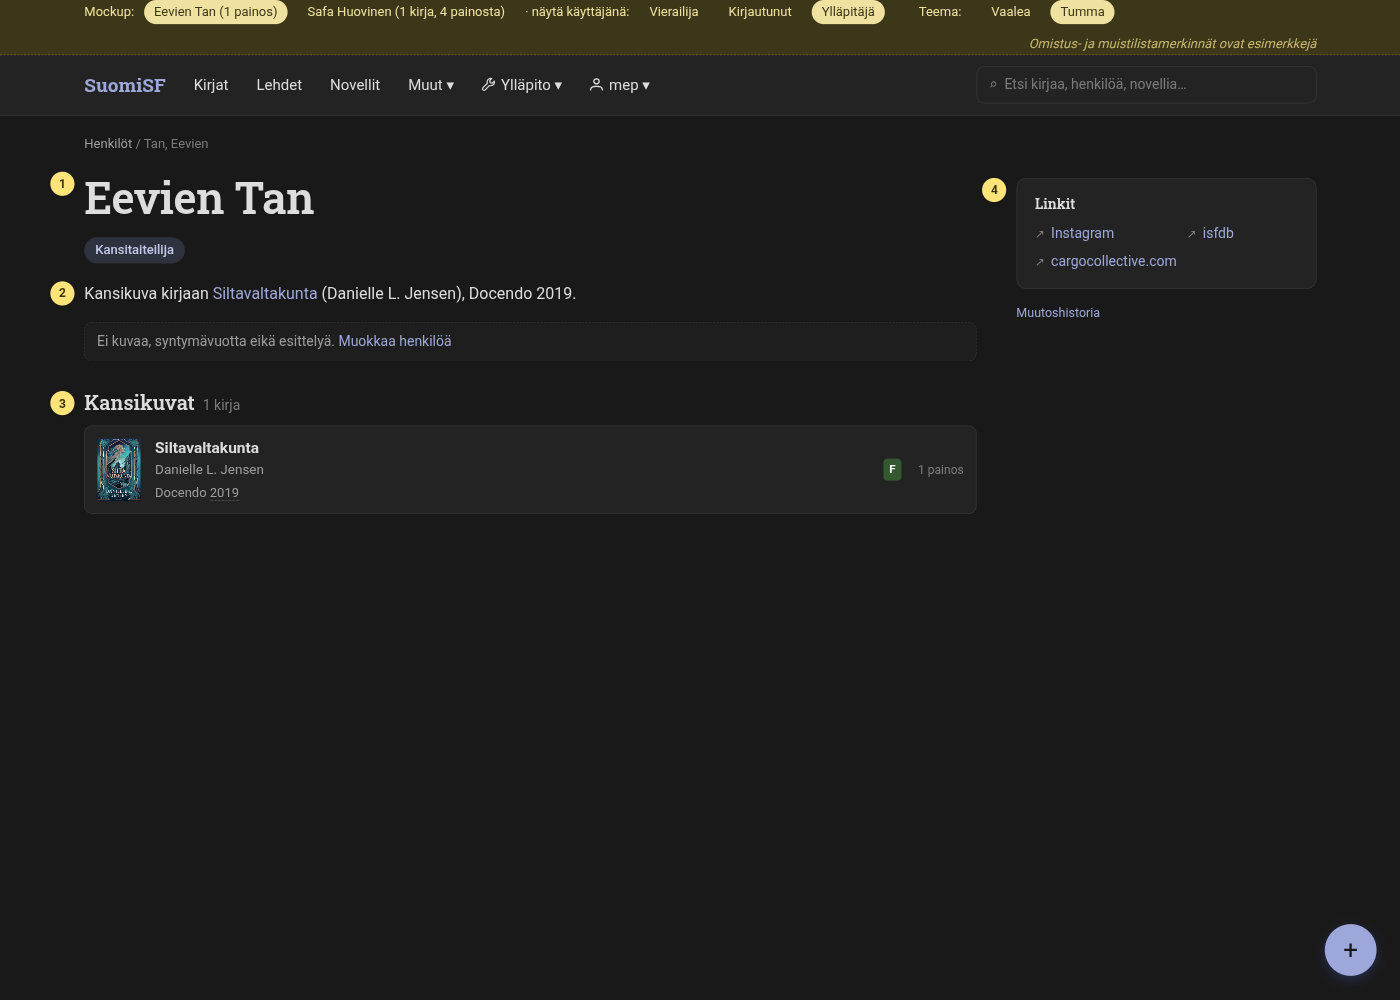 Mockup: Eevien Tan (1 painos) Safa Huovinen (1 kirja, 4 painosta) · näytä käyttäjänä: Vierailija Kirjautunut Ylläpitäjä Teema: Vaalea Tumma
Omistus- ja muistilistamerkinnät ovat esimerkkejä
SuomiSF Kirjat Lehdet Novellit Muut ▾ Ylläpito ▾ mep ▾ Etsi kirjaa, henkilöä, novellia…
Henkilöt / Tan, Eevien
1 Eevien Tan
Kansitaiteilija
2 Kansikuva kirjaan Siltavaltakunta (Danielle L. Jensen), Docendo 2019.
Ei kuvaa, syntymävuotta eikä esittelyä. Muokkaa henkilöä
3 Kansikuvat 1 kirja
Siltavaltakunta
Danielle L. Jensen
Docendo 2019
F 1 painos
4 Linkit
↗ Instagram ↗ isfdb
↗ cargocollective.com
Muutoshistoria
+